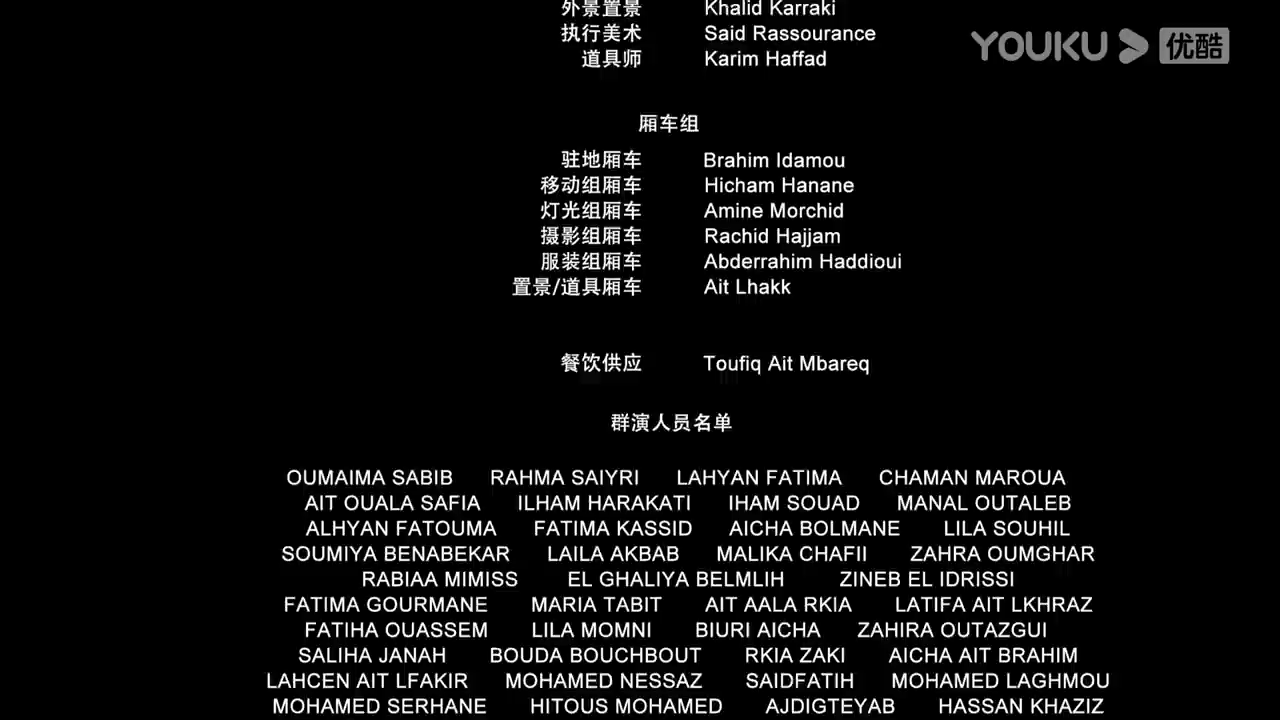 外景置景 Khalid Karraki
执行美术 Said Rassourance
道具师 Karim Haffad
YOUKU 优酷
厢车组
驻地厢车 Brahim Idamou
移动组厢车 Hicham Hanane
灯光组厢车 Amine Morchid
摄影组厢车 Rachid Hajjam
服装组厢车 Abderrahim Haddioui
置景/道具厢车 Ait Lhakk
餐饮供应 Toufiq Ait Mbareq
群演人员名单
OUMAIMA SABIB RAHMA SAIYRI LAHYAN FATIMA CHAMAN MAROUA
AIT OUALA SAFIA ILHAM HARAKATI IHAM SOUAD MANAL OUTALEB
ALHYAN FATOUMA FATIMA KASSID AICHA BOLMANE LILA SOUHIL
SOUMIYA BENABEKAR LAILA AKBAB MALIKA CHAFII ZAHRA OUMGHAR
RABIAA MIMISS EL GHALIYA BELMLIH ZINEB EL IDRISSI
FATIMA GOURMANE MARIA TABIT AIT AALA RKIA LATIFA AIT LKHRAZ
FATIHA OUASSEM LILA MOMNI BIURI AICHA ZAHIRA OUTAZGUI
SALIHA JANAH BOUDA BOUCHBOUT RKIA ZAKI AICHA AIT BRAHIM
LAHCEN AIT LFAKIR MOHAMED NESSAZ SAIDFATIH MOHAMED LAGHMOU
MOHAMED SERHANE HITOUS MOHAMED AJDIGTEYAB HASSAN KHAZIZ